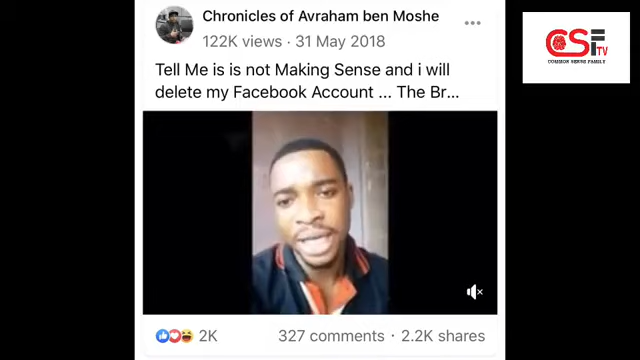 Chronicles of Avraham ben Moshe
122K views · 31 May 2018
Tell Me is is not Making Sense and i will
delete my Facebook Account ... The Br...
2K
327 comments · 2.2K shares
CSF TV
COMMON SENSE FAMILY